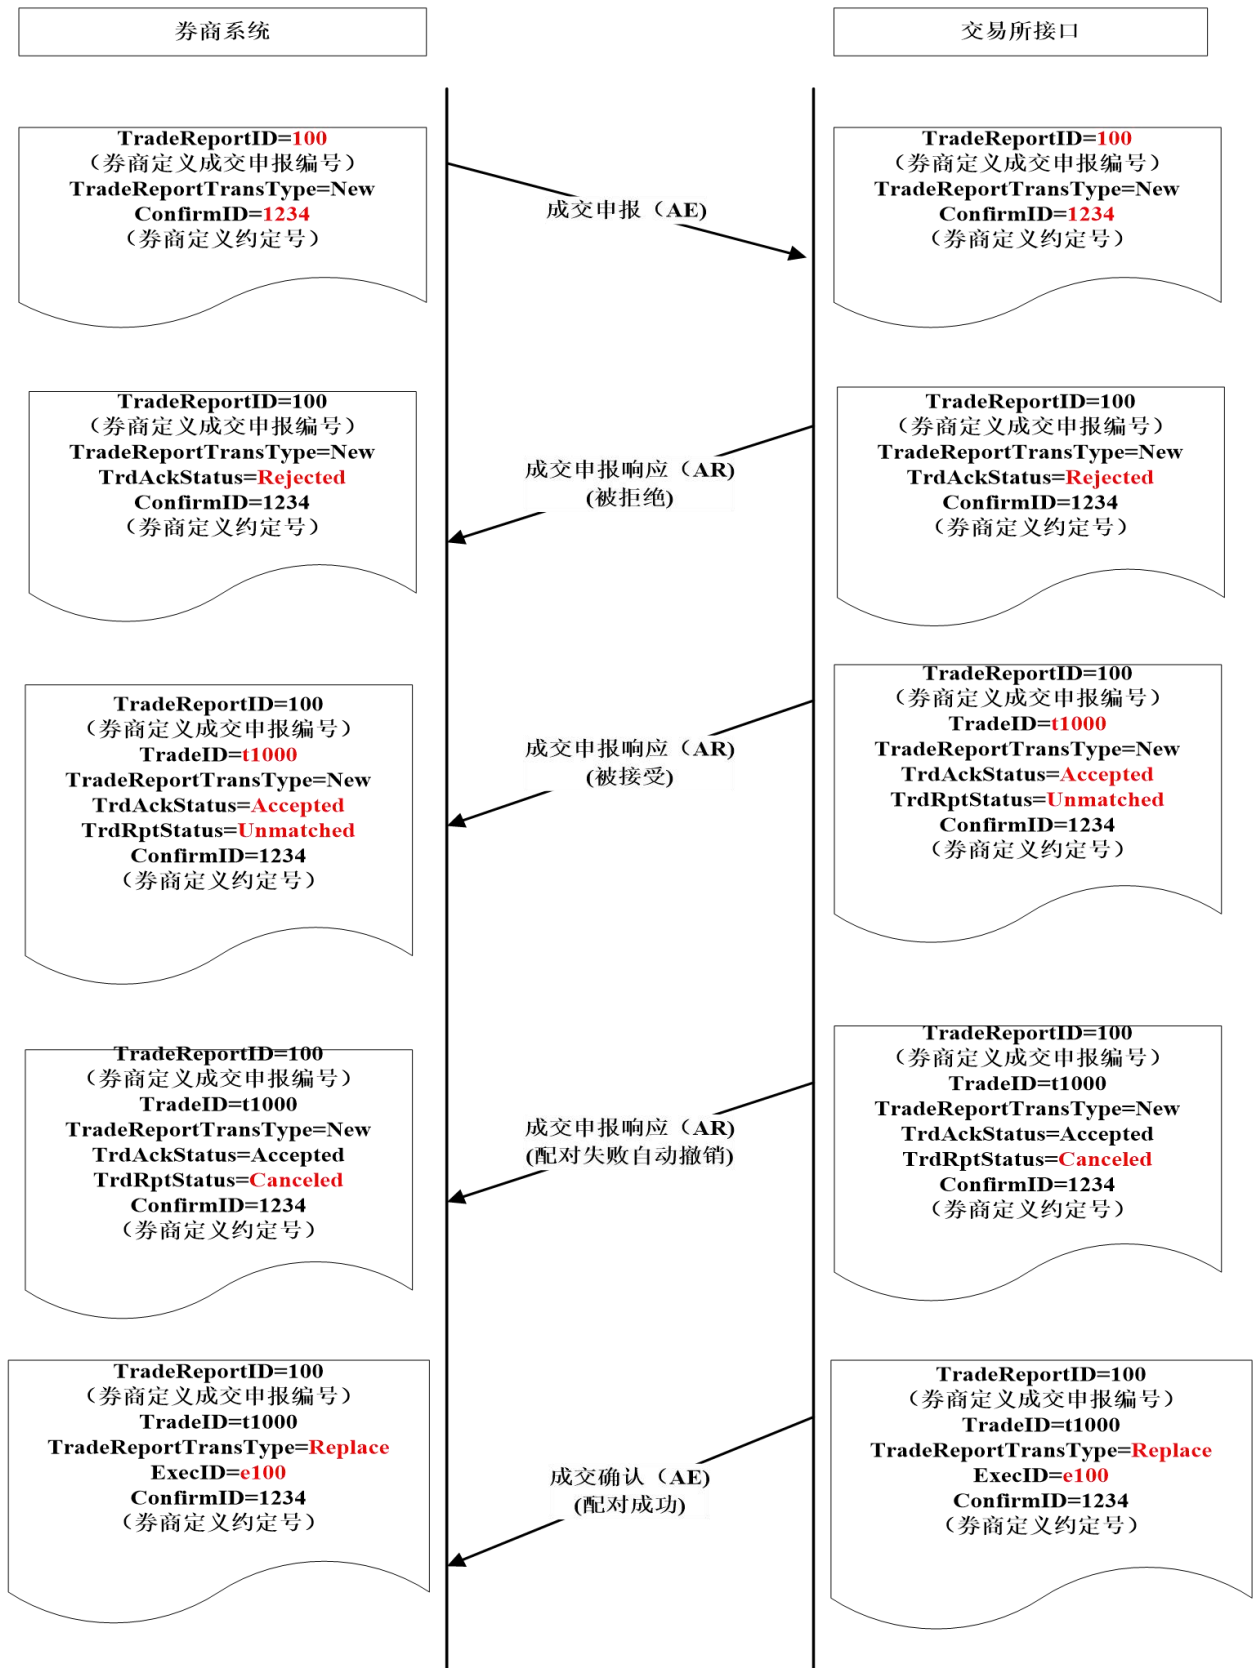 券商系统
交易所接口
TradeReportID=100
（券商定义成交申报编号）
TradeReportTransType=New
ConfirmID=1234
（券商定义约定号）
成交申报（AE)
TradeReportID=100
（券商定义成交申报编号）
TradeReportTransType=New
ConfirmID=1234
（券商定义约定号）
TradeReportID=100
（券商定义成交申报编号）
TradeReportTransType=New
TrdAckStatus=Rejected
ConfirmID=1234
（券商定义约定号）
成交申报响应（AR)
(被拒绝)
TradeReportID=100
（券商定义成交申报编号）
TradeReportTransType=New
TrdAckStatus=Rejected
ConfirmID=1234
（券商定义约定号）
TradeReportID=100
（券商定义成交申报编号）
TradeID=t1000
TradeReportTransType=New
TrdAckStatus=Accepted
TrdRptStatus=Unmatched
ConfirmID=1234
（券商定义约定号）
成交申报响应（AR)
(被接受)
TradeReportID=100
（券商定义成交申报编号）
TradeID=t1000
TradeReportTransType=New
TrdAckStatus=Accepted
TrdRptStatus=Unmatched
ConfirmID=1234
（券商定义约定号）
TradeReportID=100
（券商定义成交申报编号）
TradeID=t1000
TradeReportTransType=New
TrdAckStatus=Accepted
TrdRptStatus=Canceled
ConfirmID=1234
（券商定义约定号）
成交申报响应（AR)
(配对失败自动撤销)
TradeReportID=100
（券商定义成交申报编号）
TradeID=t1000
TradeReportTransType=New
TrdAckStatus=Accepted
TrdRptStatus=Canceled
ConfirmID=1234
（券商定义约定号）
TradeReportID=100
（券商定义成交申报编号）
TradeID=t1000
TradeReportTransType=Replace
ExecID=e100
ConfirmID=1234
（券商定义约定号）
成交确认（AE)
(配对成功)
TradeReportID=100
（券商定义成交申报编号）
TradeID=t1000
TradeReportTransType=Replace
ExecID=e100
ConfirmID=1234
（券商定义约定号）